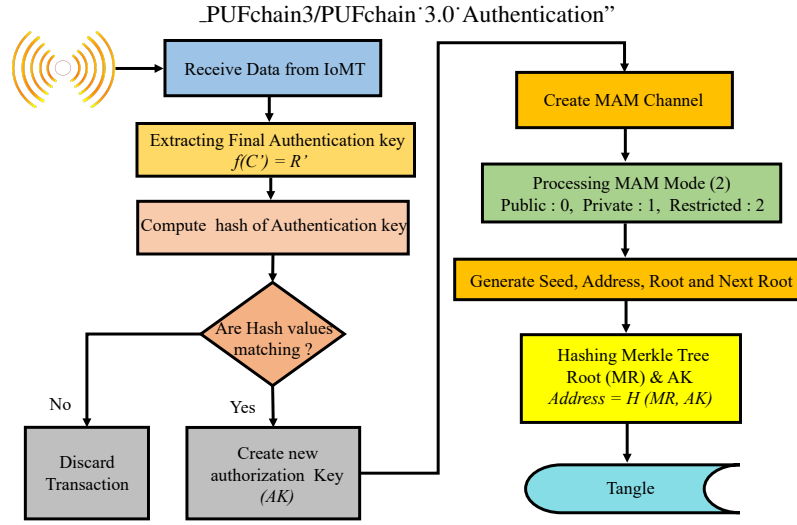 _PUFchain3/PUFchain˙3.0˙Authentication”
Receive Data from IoMT
Extracting Final Authentication key
f(C’) = R’
Compute hash of Authentication key
Are Hash values
matching ?
No
Yes
Discard
Transaction
Create new
authorization Key
(AK)
Create MAM Channel
Processing MAM Mode (2)
Public : 0, Private : 1, Restricted : 2
Generate Seed, Address, Root and Next Root
Hashing Merkle Tree
Root (MR) & AK
Address = H (MR, AK)
Tangle